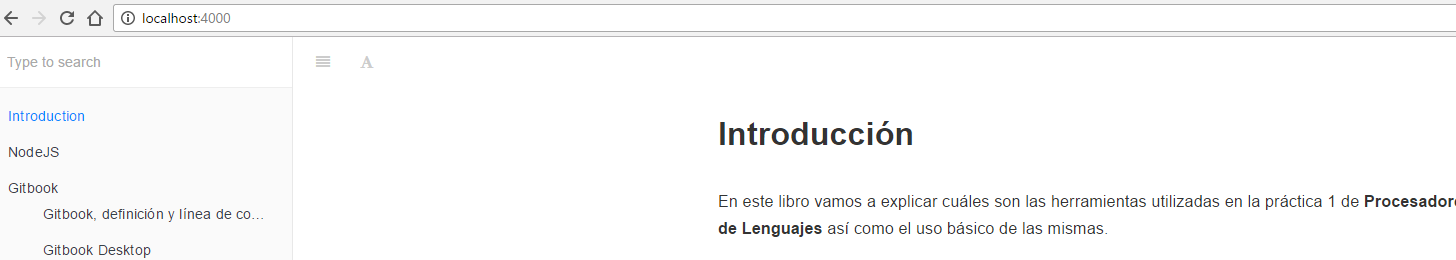 localhost:4000
Type to search
A
Introduction
NodeJS
Gitbook
Gitbook, definición y línea de co...
Gitbook Desktop
Introducción
En este libro vamos a explicar cuáles son las herramientas utilizadas en la práctica 1 de Procesadore
de Lenguajes así como el uso básico de las mismas.